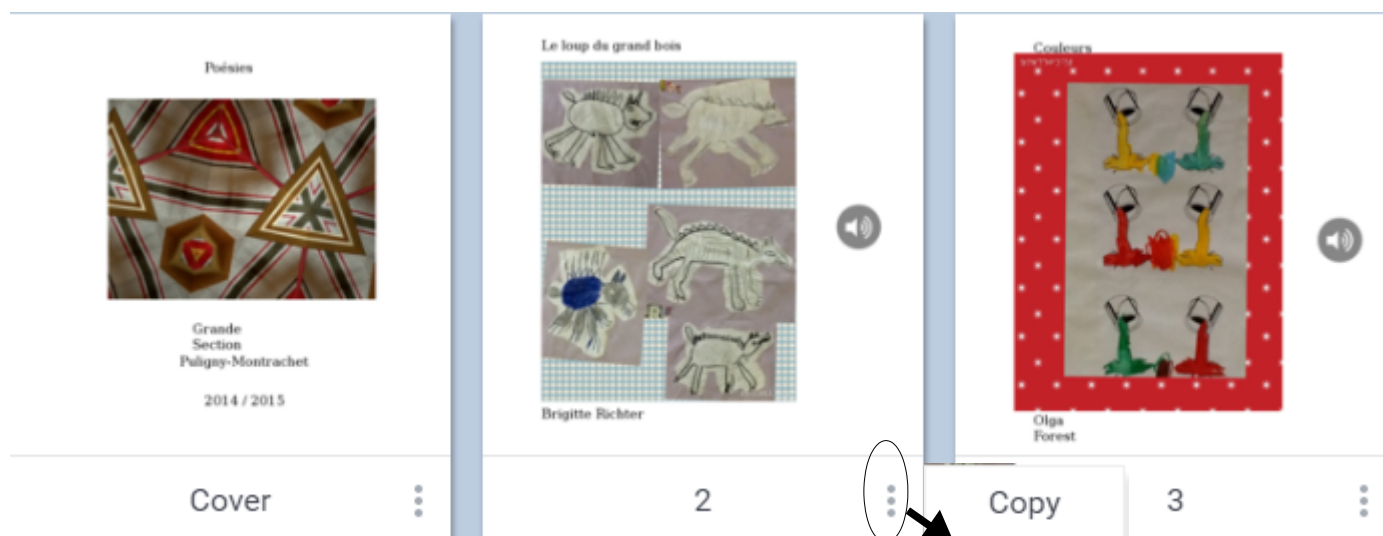 Poésies
Grande
Section
Puligny-Montrachet
2014 / 2015
Cover
Le loup du grand bois
Brigitte Richter
2
Copy
Couleurs
Olga
Forest
3